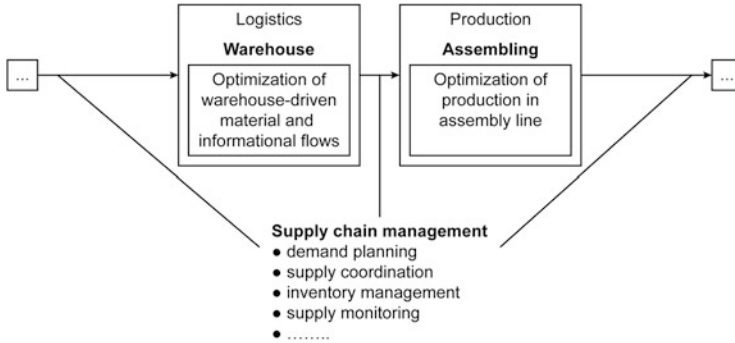 Logistics
Warehouse
Optimization of
warehouse-driven
material and
informational flows
Production
Assembling
Optimization of
production in
assembly line
...
...
Supply chain management
● demand planning
● supply coordination
● inventory management
● supply monitoring
● ........